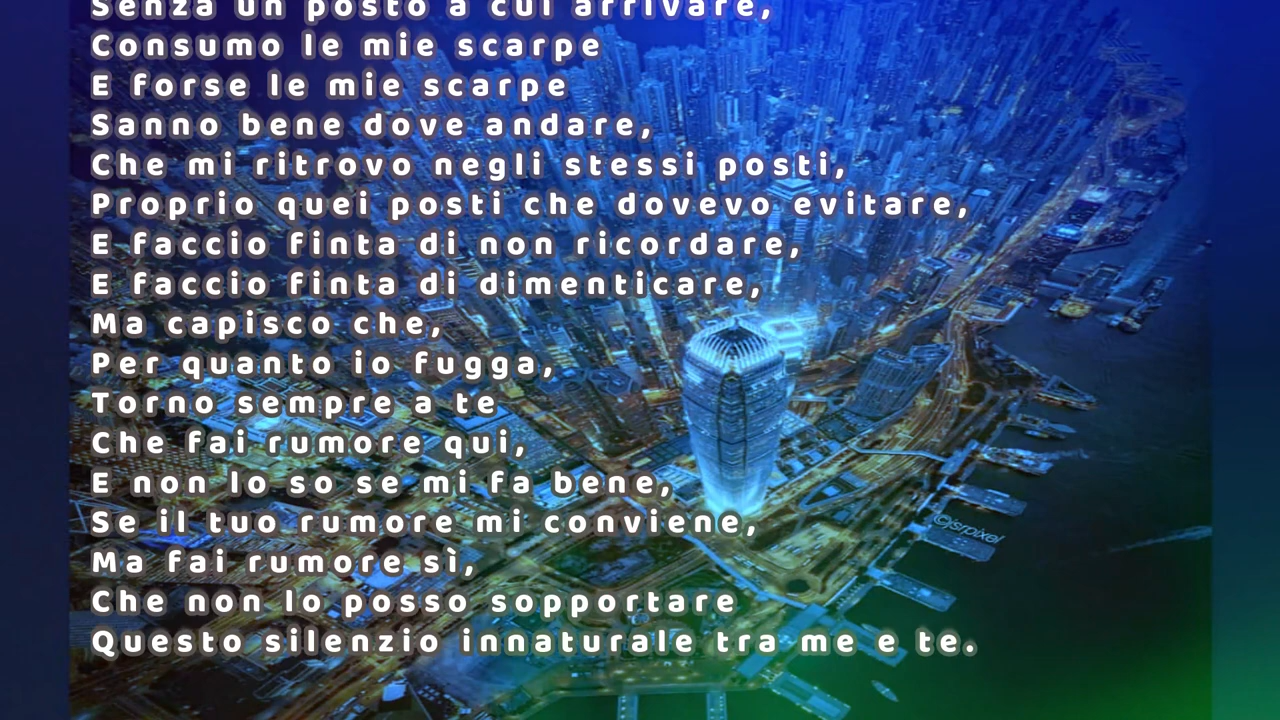 Senza un posto a cui arrivare,
Consumo le mie scarpe
E forse le mie scarpe
Sanno bene dove andare,
Che mi ritrovo negli stessi posti,
Proprio quei posti che dovevo evitare,
E faccio finta di non ricordare,
E faccio finta di dimenticare,
Ma capisco che,
Per quanto io fugga,
Torno sempre a te
Che fai rumore qui,
E non lo so se mi fa bene,
Se il tuo rumore mi conviene,
Ma fai rumore sì,
Che non lo posso sopportare
Questo silenzio innaturale tra me e te.
©sroixel